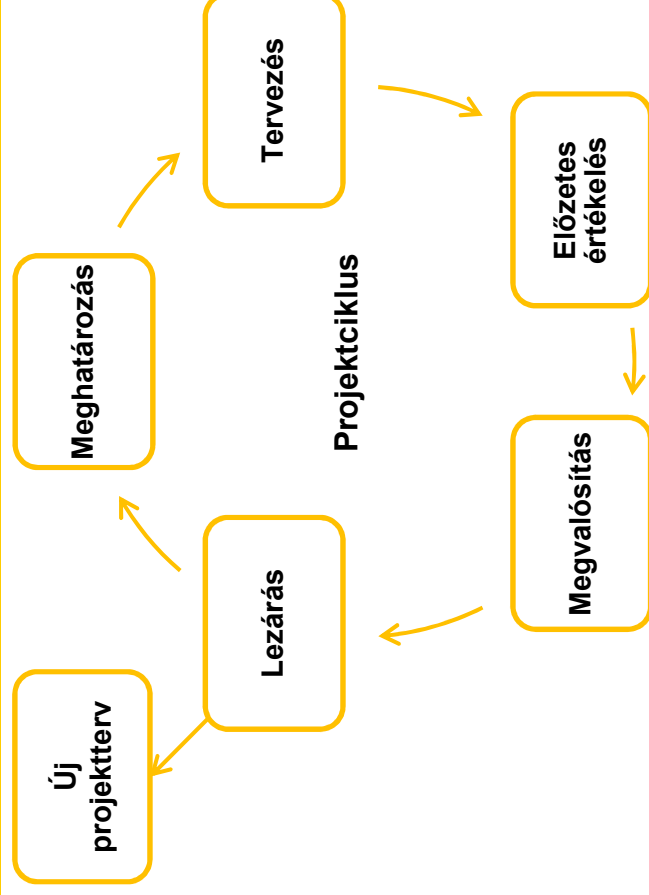 Új
projektterv
Meghatározás
Tervezés
Lezárás
Projektciklus
Megvalósítás
Előzetes
értékelés